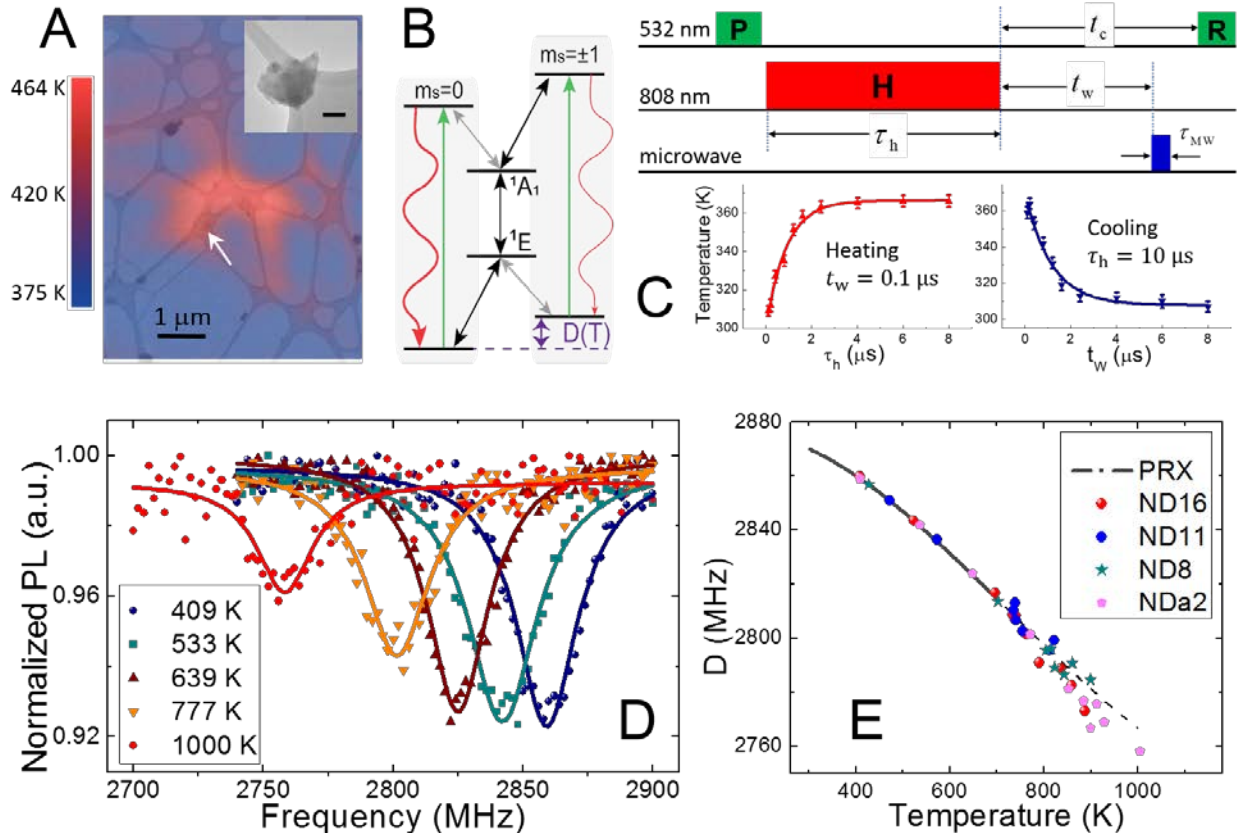 A
464 K
420 K
375 K
1 μm
B
mₛ=0
mₛ=±1
¹A₁
¹E
D(T)
532 nm
P
t_c
R
808 nm
H
t_w
τ_h
microwave
τ_MW
C
Temperature (K)
360
340
320
300
Heating
t_w = 0.1 μs
0 2 4 6 8
τ_h (μs)
360
340
320
300
Cooling
τ_h = 10 μs
0 2 4 6 8
t_W (μs)
Normalized PL (a.u.)
1.00
0.96
0.92
409 K
533 K
639 K
777 K
1000 K
D
2700 2750 2800 2850 2900
Frequency (MHz)
D (MHz)
2880
2840
2800
2760
PRX
ND16
ND11
ND8
NDa2
E
400 600 800 1000
Temperature (K)